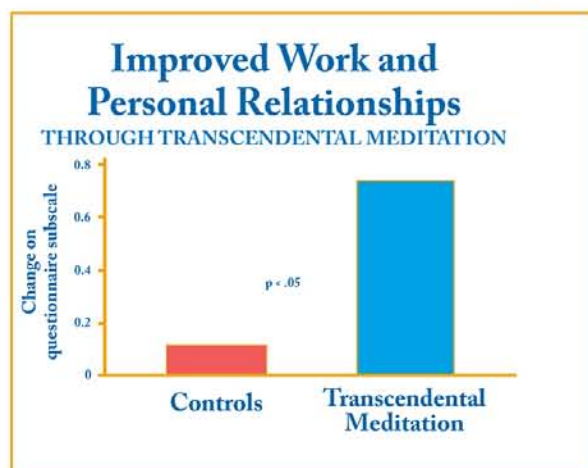 Improved Work and
Personal Relationships
THROUGH TRANSCENDENTAL MEDITATION
Change on
questionnaire subscale
0.8
0.6
0.4
0.2
0
p < .05
Controls
Transcendental
Meditation